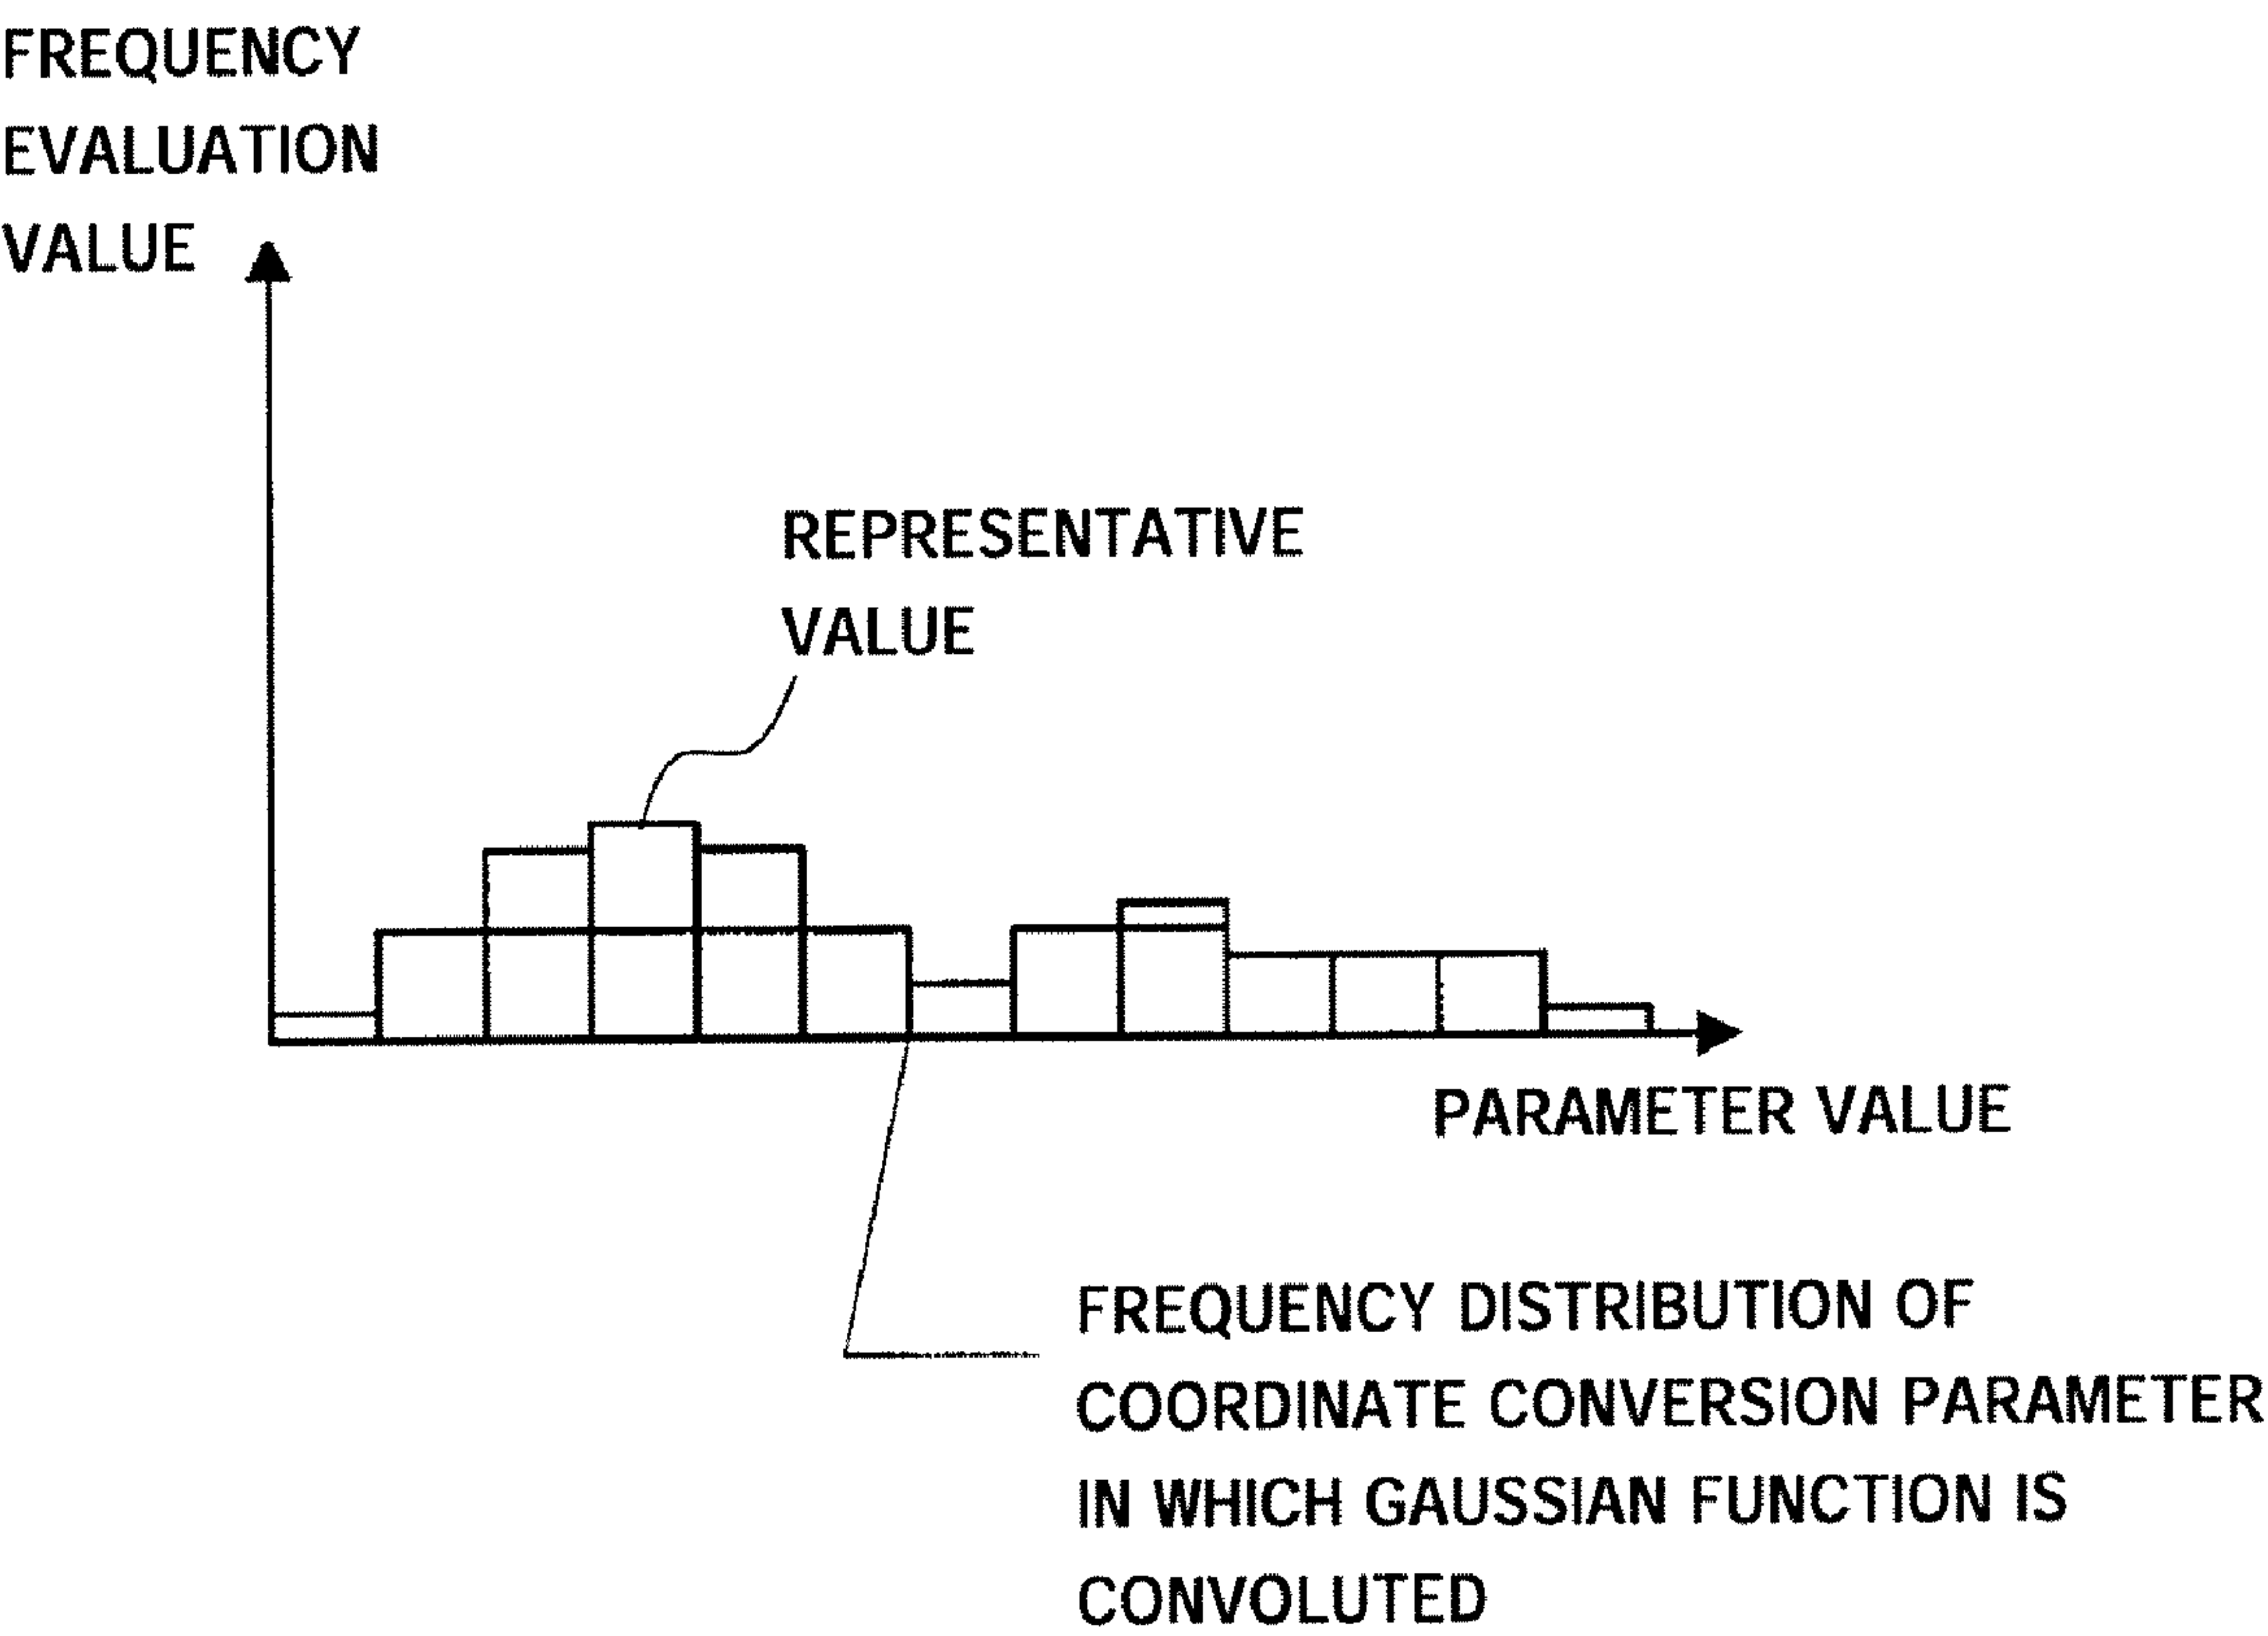 FREQUENCY
EVALUATION
VALUE
REPRESENTATIVE
VALUE
PARAMETER VALUE
FREQUENCY DISTRIBUTION OF
COORDINATE CONVERSION PARAMETER
IN WHICH GAUSSIAN FUNCTION IS
CONVOLUTED